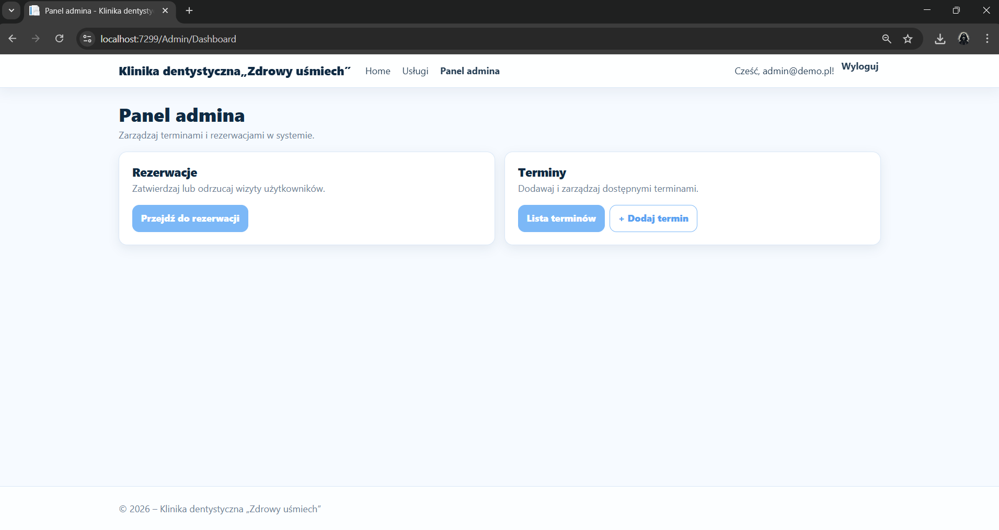 Panel admina - Klinika dentysty
localhost:7299/Admin/Dashboard
Klinika dentystyczna„Zdrowy uśmiech” Home Usługi Panel admina Cześć, admin@demo.pl! Wyloguj
Panel admina
Zarządzaj terminami i rezerwacjami w systemie.
Rezerwacje
Zatwierdzaj lub odrzucaj wizyty użytkowników.
Przejdź do rezerwacji
Terminy
Dodawaj i zarządzaj dostępnymi terminami.
Lista terminów + Dodaj termin
© 2026 – Klinika dentystyczna „Zdrowy uśmiech”